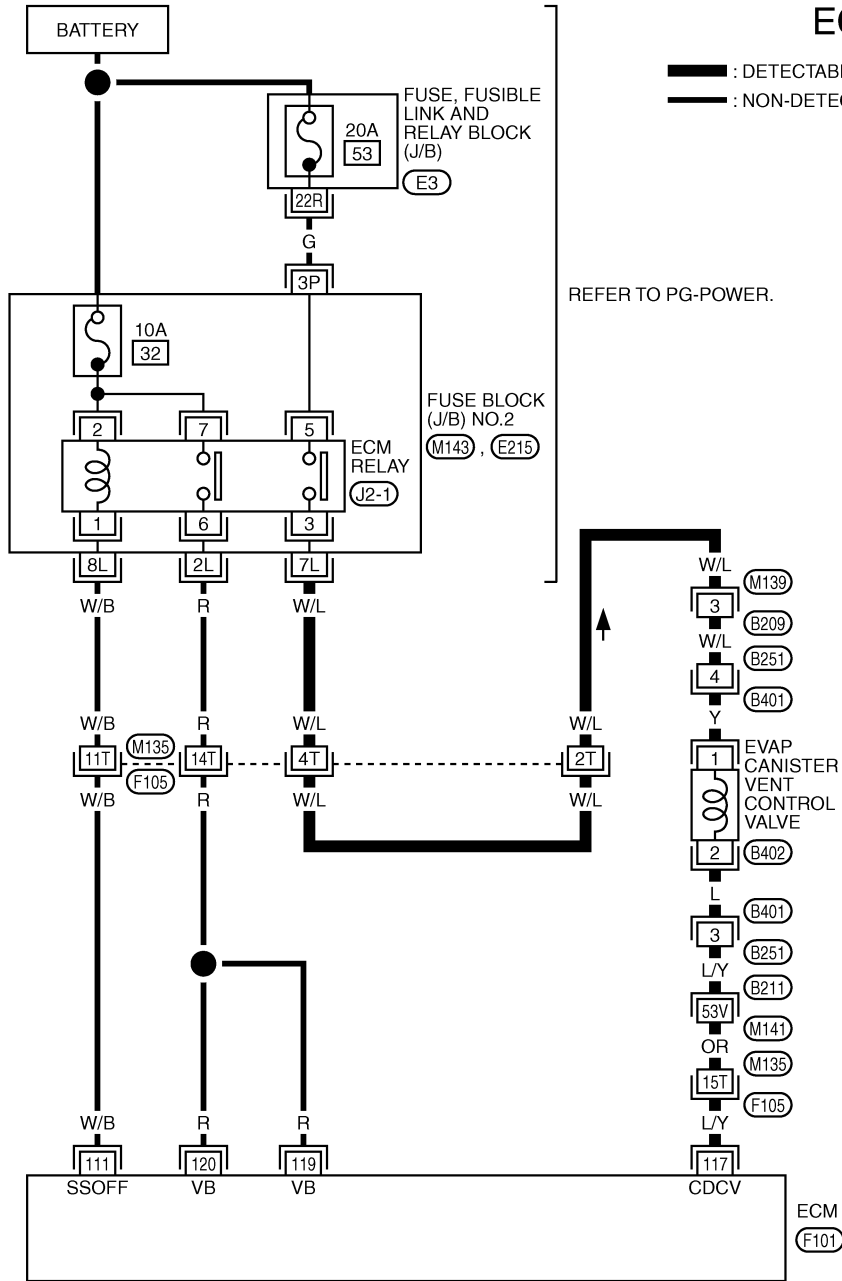 BATTERY
EC
: DETECTABL
: NON-DETEC
FUSE, FUSIBLE
LINK AND
RELAY BLOCK
(J/B)
E3
20A
53
22R
G
3P
REFER TO PG-POWER.
10A
32
FUSE BLOCK
(J/B) NO.2
M143 , E215
2 7 5
ECM
RELAY
J2-1
1 6 3
8L 2L 7L
W/B R W/L
W/L
M139
3
B209
W/L
B251
4
B401
Y
W/B R W/L W/L
M135
11T 14T 4T 2T
F105
W/B R W/L W/L
1
EVAP
CANISTER
VENT
CONTROL
VALVE
2
B402
L
B401
3
B251
L/Y
B211
53V
M141
OR
M135
15T
F105
W/B R R L/Y
111 120 119 117
SSOFF VB VB CDCV
ECM
F101